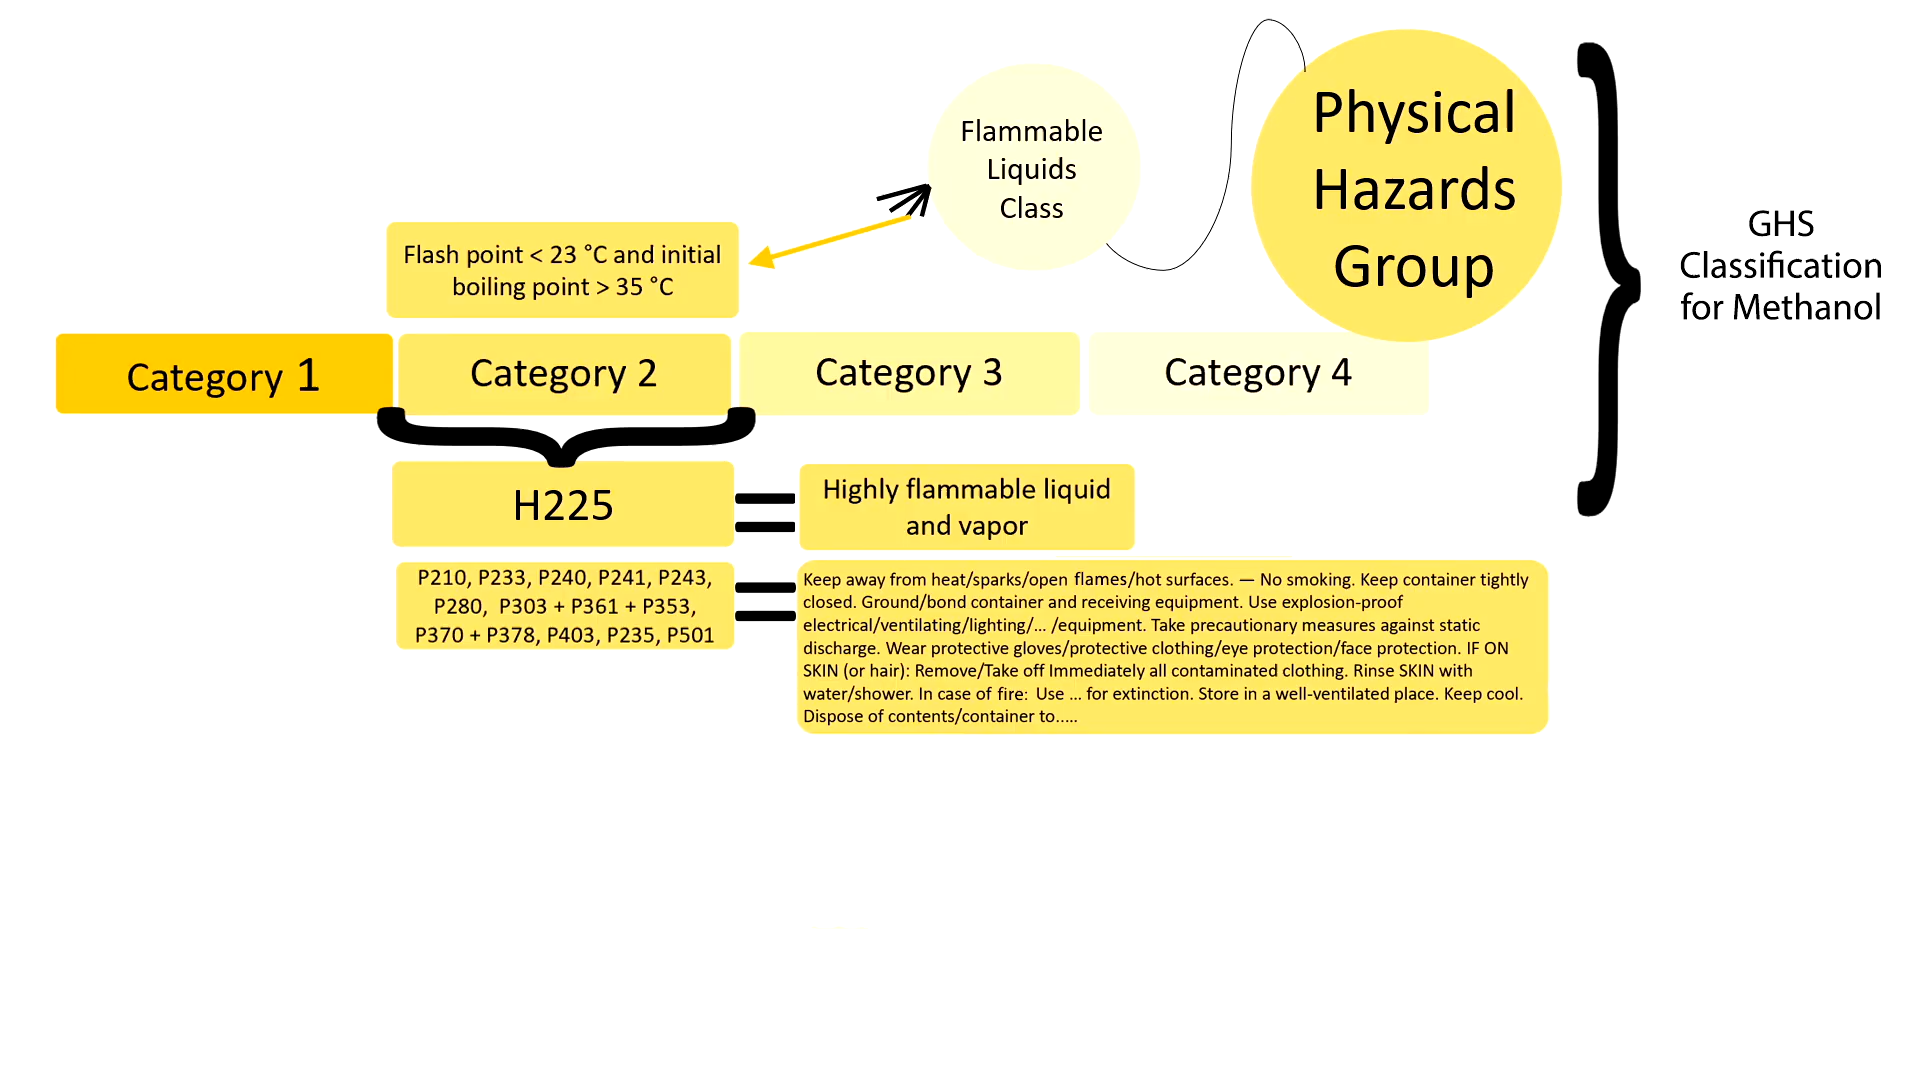 Physical
Hazards
Group
Flammable
Liquids
Class
GHS
Classification
for Methanol
Flash point < 23 °C and initial
boiling point > 35 °C
Category 1
Category 2
Category 3
Category 4
H225
Highly flammable liquid
and vapor
P210, P233, P240, P241, P243,
P280, P303 + P361 + P353,
P370 + P378, P403, P235, P501
Keep away from heat/sparks/open flames/hot surfaces. — No smoking. Keep container tightly
closed. Ground/bond container and receiving equipment. Use explosion-proof
electrical/ventilating/lighting/... /equipment. Take precautionary measures against static
discharge. Wear protective gloves/protective clothing/eye protection/face protection. IF ON
SKIN (or hair): Remove/Take off Immediately all contaminated clothing. Rinse SKIN with
water/shower. In case of fire: Use ... for extinction. Store in a well-ventilated place. Keep cool.
Dispose of contents/container to.....